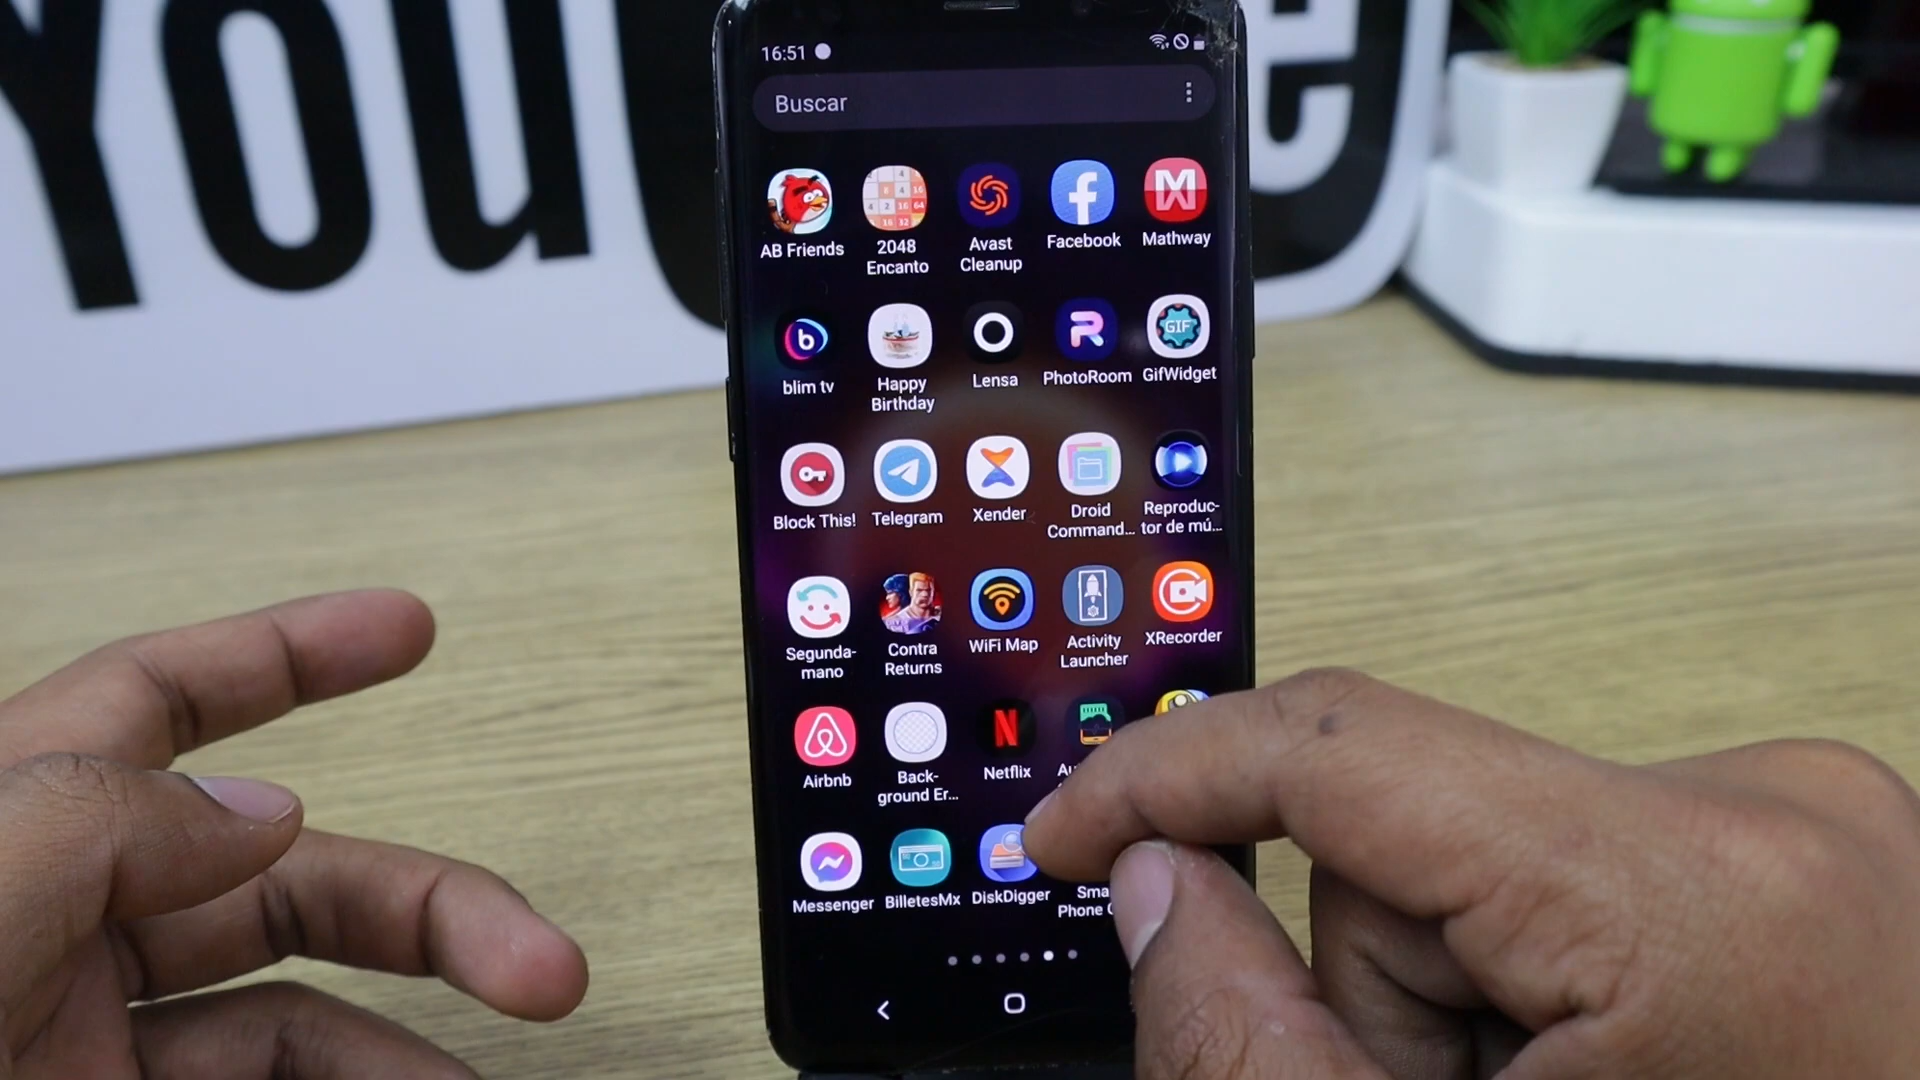 YouTube
16:51
Buscar
AB Friends
2048
Encanto
Avast
Cleanup
Facebook
Mathway
blim tv
Happy
Birthday
Lensa
PhotoRoom
GIF
GifWidget
Block This!
Telegram
Xender
Droid
Command...
Reproduc-
tor de mú...
Segunda-
mano
Contra
Returns
WiFi Map
Activity
Launcher
XRecorder
Airbnb
Back-
ground Er...
Netflix
Messenger
BilletesMx
DiskDigger
Phone